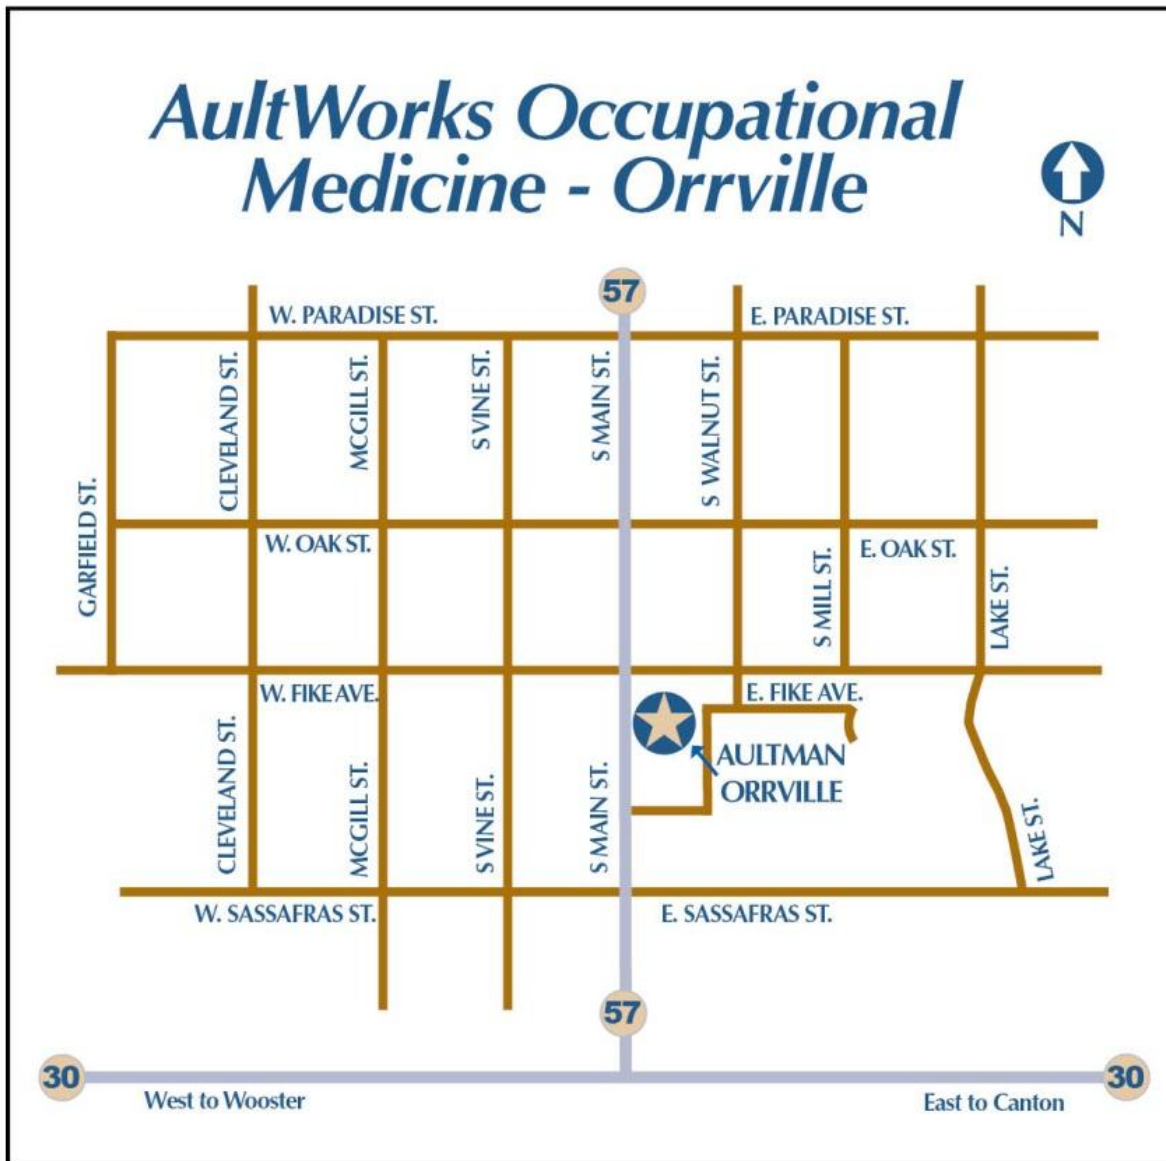 AultWorks Occupational
Medicine - Orrville
N
57
W. PARADISE ST.
E. PARADISE ST.
CLEVELAND ST.
MCGILL ST.
S VINE ST.
S MAIN ST.
S WALNUT ST.
GARFIELD ST.
W. OAK ST.
E. OAK ST.
S MILL ST.
LAKE ST.
W. FIKE AVE.
E. FIKE AVE.
CLEVELAND ST.
MCGILL ST.
S VINE ST.
S MAIN ST.
AULTMAN
ORRVILLE
LAKE ST.
W. SASSAFRAS ST.
E. SASSAFRAS ST.
57
30
30
West to Wooster
East to Canton